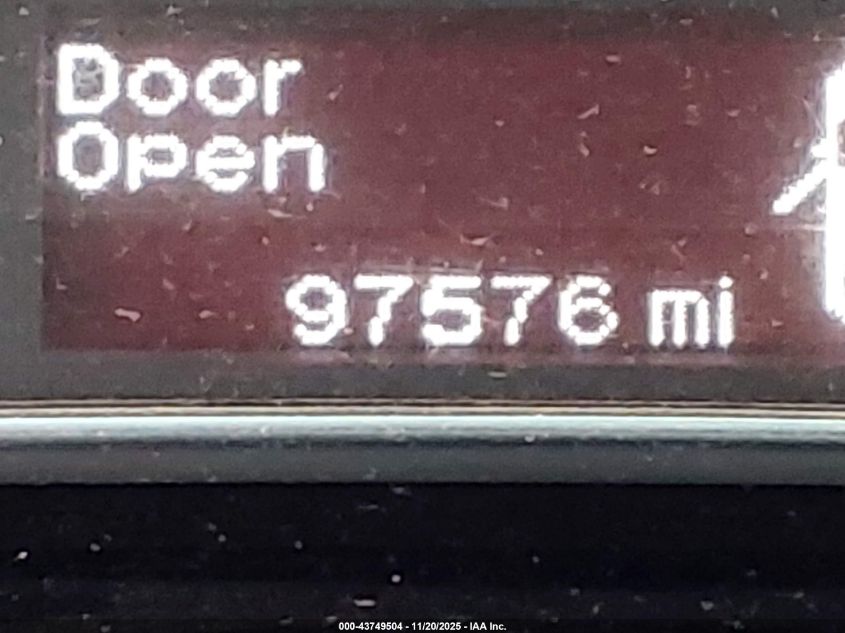 Door
Open
97576 mi
000-43749504 - 11/20/2025 - IAA Inc.